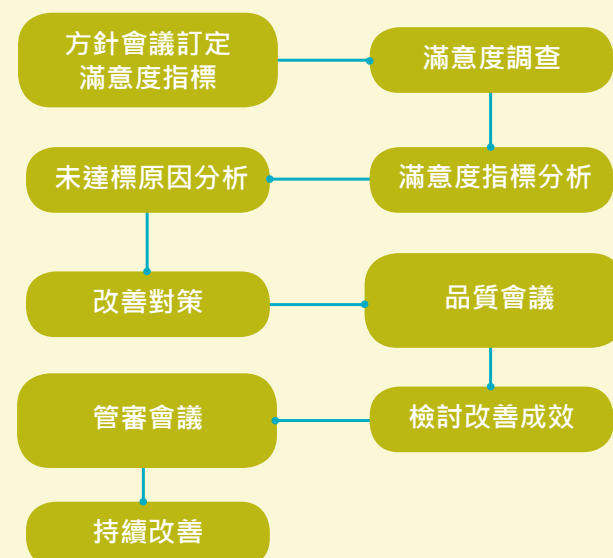 方針會議訂定
滿意度指標
滿意度調查
滿意度指標分析
未達標原因分析
改善對策
品質會議
檢討改善成效
管審會議
持續改善